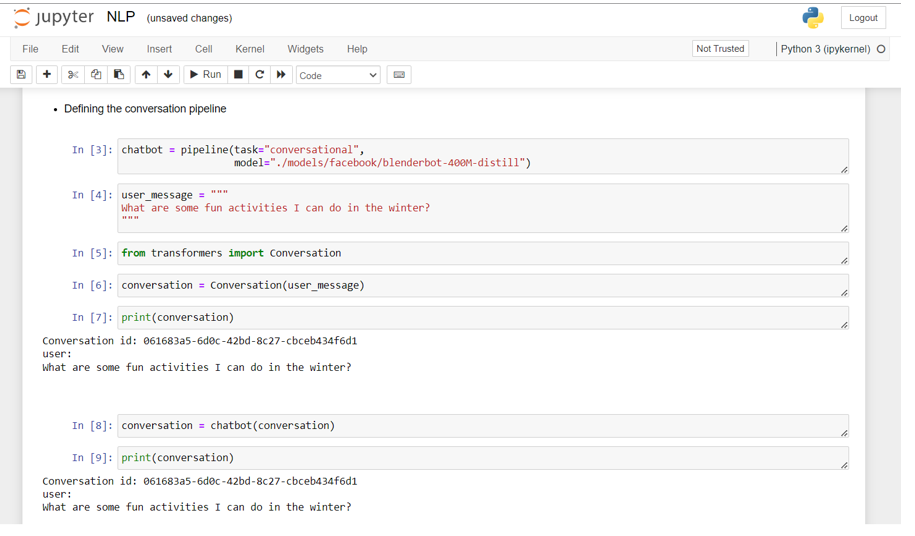 jupyter NLP (unsaved changes) Logout
File Edit View Insert Cell Kernel Widgets Help Not Trusted Python 3 (ipykernel)
Run Code
• Defining the conversation pipeline
In [3]: chatbot = pipeline(task="conversational",
model="./models/facebook/blenderbot-400M-distill")
In [4]: user_message = """
What are some fun activities I can do in the winter?
"""
In [5]: from transformers import Conversation
In [6]: conversation = Conversation(user_message)
In [7]: print(conversation)
Conversation id: 061683a5-6d0c-42bd-8c27-cbceb434f6d1
user:
What are some fun activities I can do in the winter?
In [8]: conversation = chatbot(conversation)
In [9]: print(conversation)
Conversation id: 061683a5-6d0c-42bd-8c27-cbceb434f6d1
user:
What are some fun activities I can do in the winter?